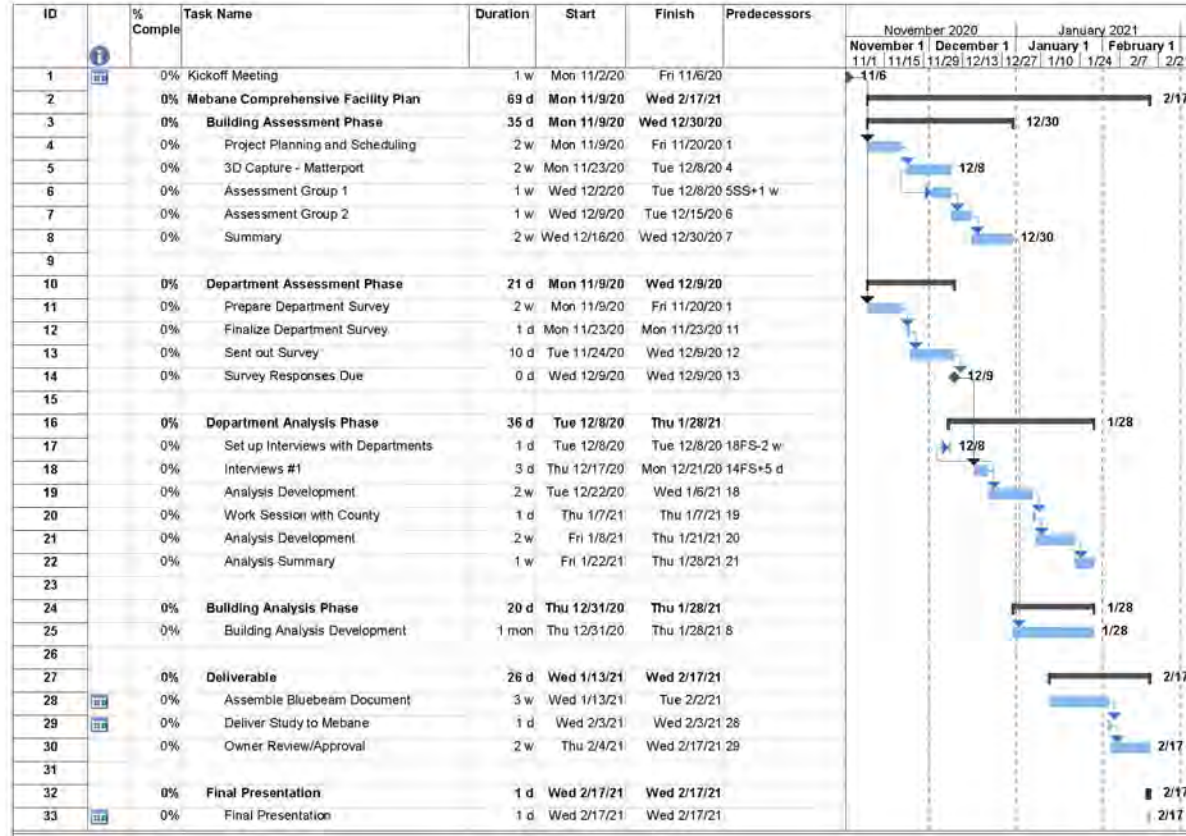 ID % Comple Task Name Duration Start Finish Predecessors
November 2020 January 2021
November 1 December 1 January 1 February 1
11/1 11/15 11/29 12/13 12/27 1/10 1/24 2/7 2/2
1 0% Kickoff Meeting 1 w Mon 11/2/20 Fri 11/6/20 11/6
2 0% Mebane Comprehensive Facility Plan 69 d Mon 11/9/20 Wed 2/17/21 2/17
3 0% Building Assessment Phase 35 d Mon 11/9/20 Wed 12/30/20 12/30
4 0% Project Planning and Scheduling 2 w Mon 11/9/20 Fri 11/20/20 1
5 0% 3D Capture - Matterport 2 w Mon 11/23/20 Tue 12/8/20 4 12/8
6 0% Assessment Group 1 1 w Wed 12/2/20 Tue 12/8/20 5SS+1 w
7 0% Assessment Group 2 1 w Wed 12/9/20 Tue 12/15/20 6
8 0% Summary 2 w Wed 12/16/20 Wed 12/30/20 7 12/30
9
10 0% Department Assessment Phase 21 d Mon 11/9/20 Wed 12/9/20
11 0% Prepare Department Survey 2 w Mon 11/9/20 Fri 11/20/20 1
12 0% Finalize Department Survey 1 d Mon 11/23/20 Mon 11/23/20 11
13 0% Sent out Survey 10 d Tue 11/24/20 Wed 12/9/20 12
14 0% Survey Responses Due 0 d Wed 12/9/20 Wed 12/9/20 13 12/9
15
16 0% Department Analysis Phase 36 d Tue 12/8/20 Thu 1/28/21 1/28
17 0% Set up Interviews with Departments 1 d Tue 12/8/20 Tue 12/8/20 18FS-2 w 12/8
18 0% Interviews #1 3 d Thu 12/17/20 Mon 12/21/20 14FS+5 d
19 0% Analysis Development 2 w Tue 12/22/20 Wed 1/6/21 18
20 0% Work Session with County 1 d Thu 1/7/21 Thu 1/7/21 19
21 0% Analysis Development 2 w Fri 1/8/21 Thu 1/21/21 20
22 0% Analysis Summary 1 w Fri 1/22/21 Thu 1/28/21 21
23
24 0% Building Analysis Phase 20 d Thu 12/31/20 Thu 1/28/21 1/28
25 0% Building Analysis Development 1 mon Thu 12/31/20 Thu 1/28/21 8 1/28
26
27 0% Deliverable 26 d Wed 1/13/21 Wed 2/17/21 2/17
28 0% Assemble Bluebeam Document 3 w Wed 1/13/21 Tue 2/2/21
29 0% Deliver Study to Mebane 1 d Wed 2/3/21 Wed 2/3/21 28
30 0% Owner Review/Approval 2 w Thu 2/4/21 Wed 2/17/21 29 2/17
31
32 0% Final Presentation 1 d Wed 2/17/21 Wed 2/17/21 2/17
33 0% Final Presentation 1 d Wed 2/17/21 Wed 2/17/21 2/17